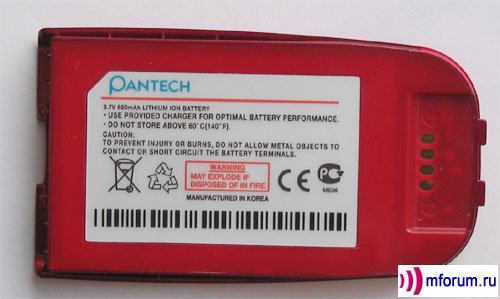 PANTECH
3.7V 680mAh LITHIUM ION BATTERY
• USE PROVIDED CHARGER FOR OPTIMAL BATTERY PERFORMANCE.
• DO NOT STORE ABOVE 60°C(140°F).
TO PREVENT INJURY OR BURNS, DO NOT ALLOW METAL OBJECTS TO
CONTACT OR SHORT CIRCUIT THE BATTERY TERMINALS.
WARNING
MAY EXPLODE IF
DISPOSED OF IN FIRE
CE
PCT
ME06
MANUFACTURED IN KOREA
mforum.ru